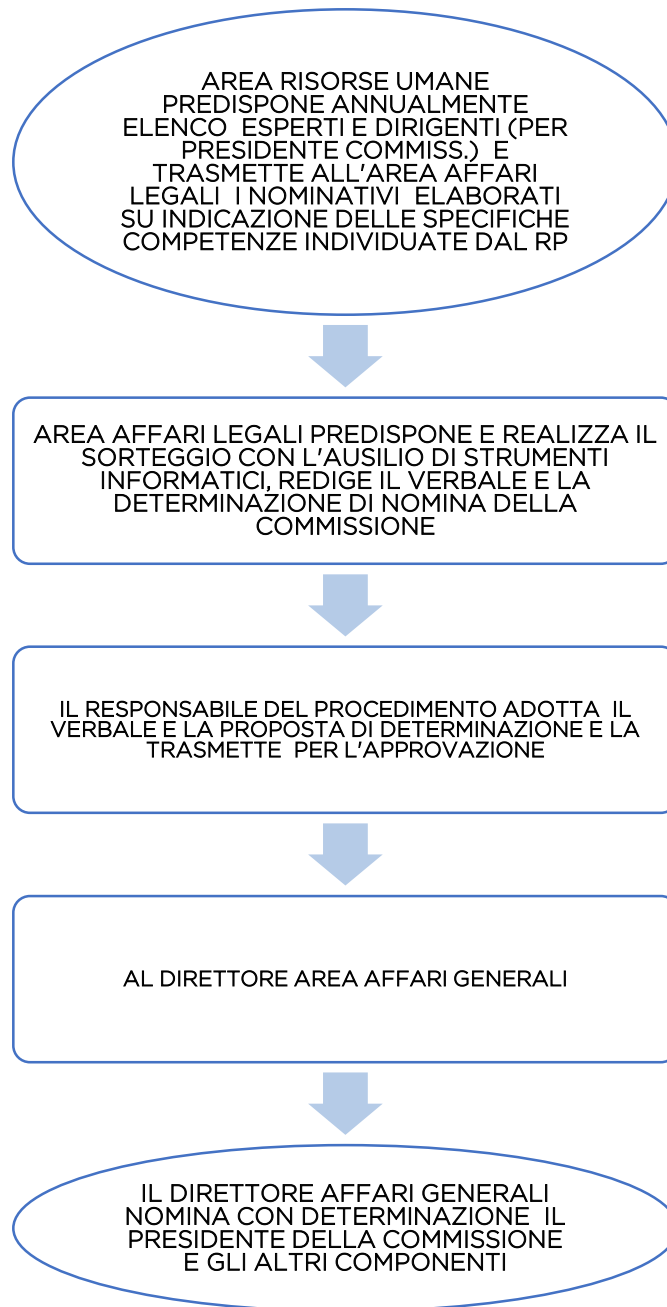 AREA RISORSE UMANE
PREDISPONE ANNUALMENTE
ELENCO ESPERTI E DIRIGENTI (PER
PRESIDENTE COMMISS.) E
TRASMETTE ALL'AREA AFFARI
LEGALI I NOMINATIVI ELABORATI
SU INDICAZIONE DELLE SPECIFICHE
COMPETENZE INDIVIDUATE DAL RP
AREA AFFARI LEGALI PREDISPONE E REALIZZA IL
SORTEGGIO CON L'AUSILIO DI STRUMENTI
INFORMATICI, REDIGE IL VERBALE E LA
DETERMINAZIONE DI NOMINA DELLA
COMMISSIONE
IL RESPONSABILE DEL PROCEDIMENTO ADOTTA IL
VERBALE E LA PROPOSTA DI DETERMINAZIONE E LA
TRASMETTE PER L'APPROVAZIONE
AL DIRETTORE AREA AFFARI GENERALI
IL DIRETTORE AFFARI GENERALI
NOMINA CON DETERMINAZIONE IL
PRESIDENTE DELLA COMMISSIONE
E GLI ALTRI COMPONENTI